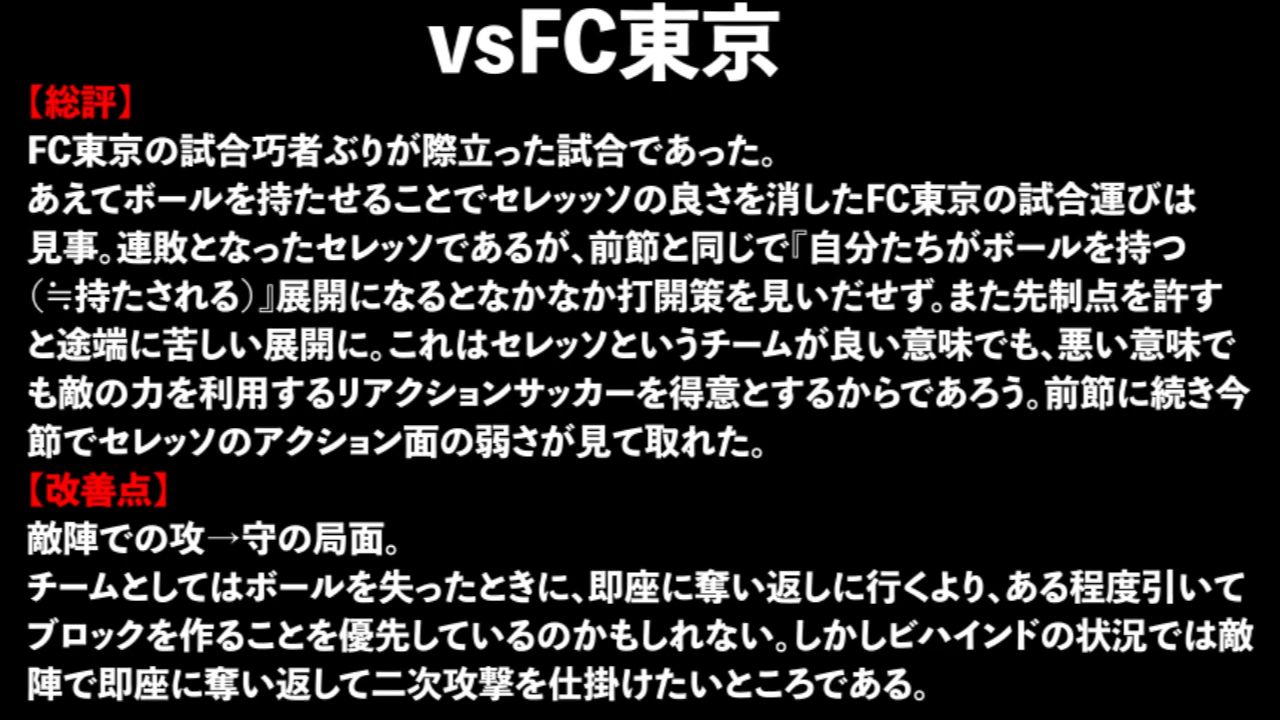 vsFC東京
【総評】
FC東京の試合巧者ぶりが際立った試合であった。
あえてボールを持たせることでセレッッソの良さを消したFC東京の試合運びは
見事。連敗となったセレッソであるが、前節と同じで『自分たちがボールを持つ
（≒持たされる）』展開になるとなかなか打開策を見いだせず。また先制点を許す
と途端に苦しい展開に。これはセレッソというチームが良い意味でも、悪い意味で
も敵の力を利用するリアクションサッカーを得意とするからであろう。前節に続き今
節でセレッソのアクション面の弱さが見て取れた。
【改善点】
敵陣での攻→守の局面。
チームとしてはボールを失ったときに、即座に奪い返しに行くより、ある程度引いて
ブロックを作ることを優先しているのかもしれない。しかしビハインドの状況では敵
陣で即座に奪い返して二次攻撃を仕掛けたいところである。